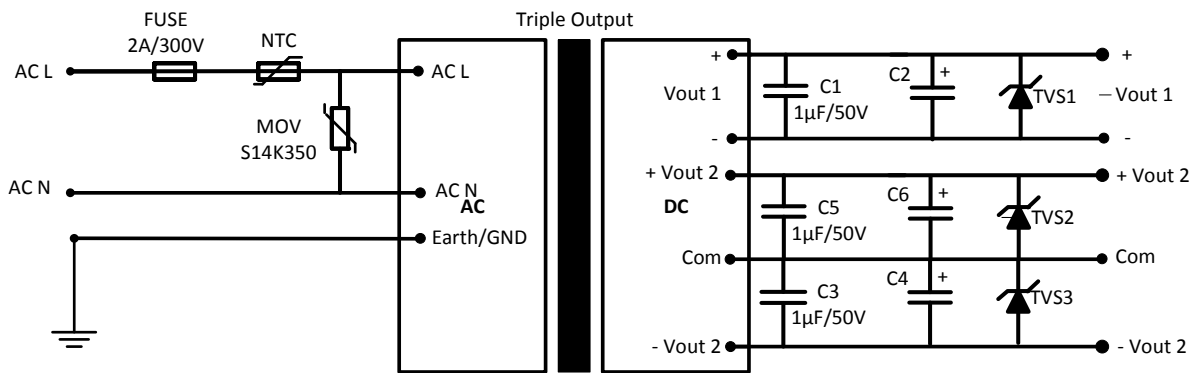 Triple Output
FUSE
2A/300V
NTC
AC L
AC L
MOV
S14K350
AC N
AC N
AC
Earth/GND
DC
+
Vout 1
-
C1
1µF/50V
C2
+
TVS1
+
Vout 1
-
+ Vout 2
C5
1µF/50V
C6
+
TVS2
+ Vout 2
Com
Com
C3
1µF/50V
C4
+
TVS3
- Vout 2
- Vout 2